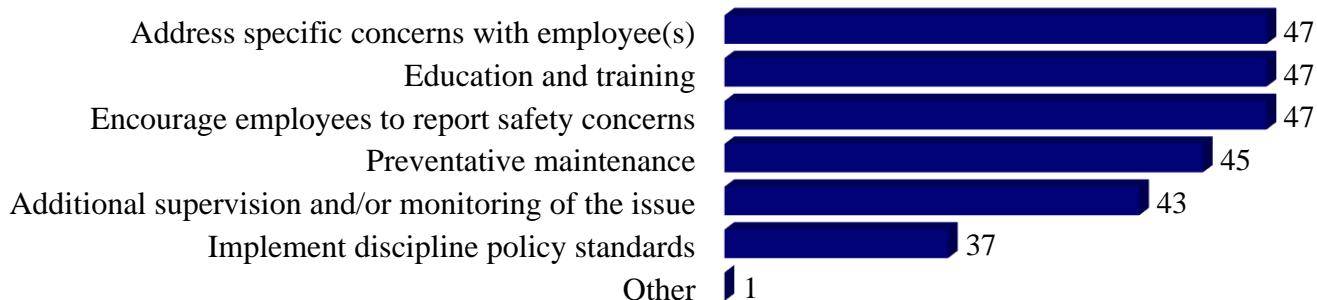 Address specific concerns with employee(s) 47
Education and training 47
Encourage employees to report safety concerns 47
Preventative maintenance 45
Additional supervision and/or monitoring of the issue 43
Implement discipline policy standards 37
Other 1